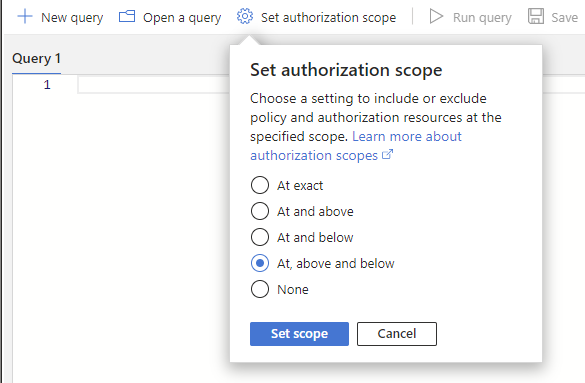 New query Open a query Set authorization scope Run query Save
Query 1
1
Set authorization scope
Choose a setting to include or exclude
policy and authorization resources at the
specified scope. Learn more about
authorization scopes
At exact
At and above
At and below
At, above and below
None
Set scope Cancel